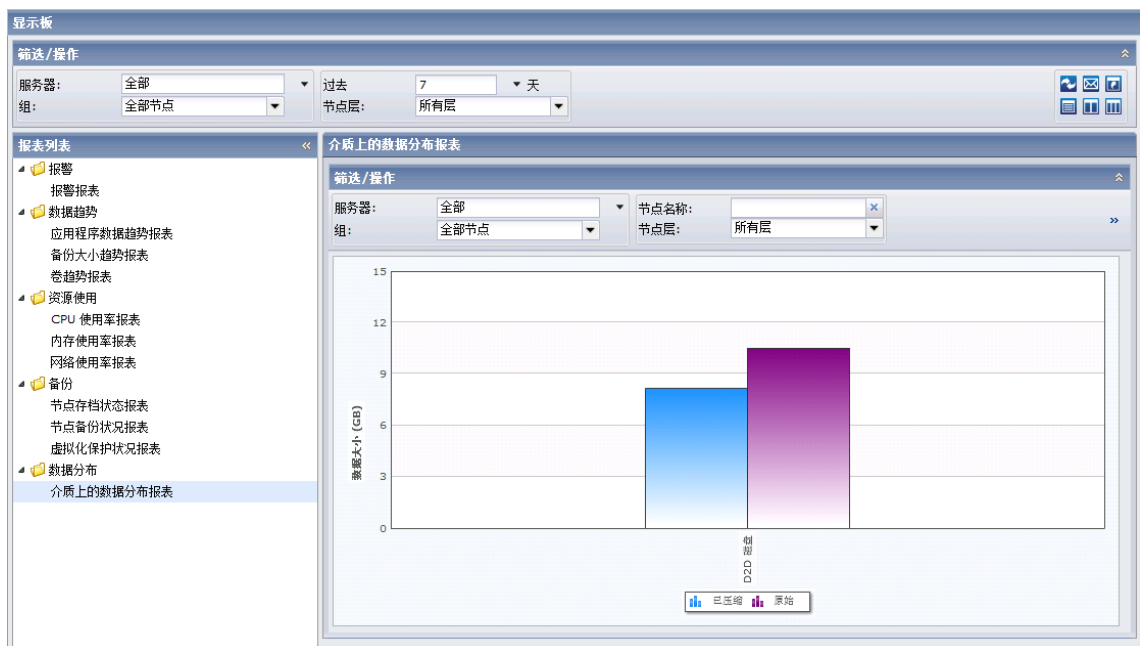 显示板
筛选/操作
服务器: 全部 过去 7 天
组: 全部节点 节点层: 所有层
报表列表
报警
报警报表
数据趋势
应用程序数据趋势报表
备份大小趋势报表
卷趋势报表
资源使用
CPU 使用率报表
内存使用率报表
网络使用率报表
备份
节点存档状态报表
节点备份状况报表
虚拟化保护状况报表
数据分布
介质上的数据分布报表
介质上的数据分布报表
筛选/操作
服务器: 全部 节点名称:
组: 全部节点 节点层: 所有层
15
12
9
6
3
0
数据大小 (GB)
D2D 磁盘
已压缩 原始